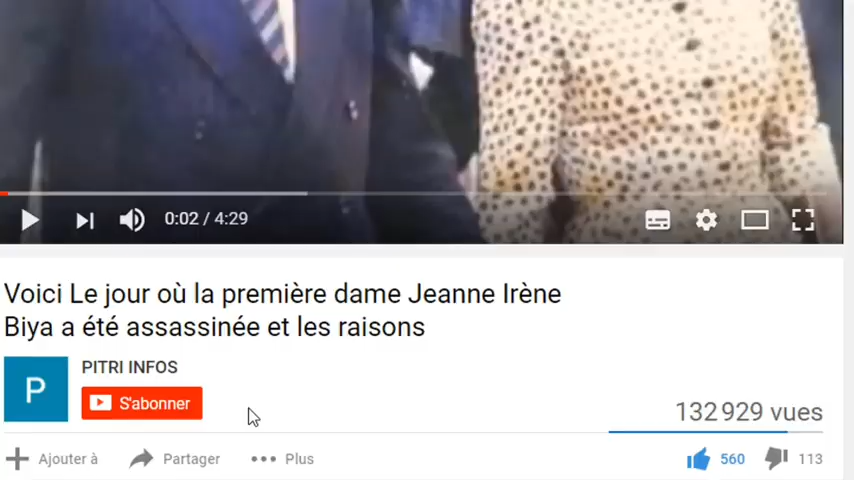 0:02 / 4:29
Voici Le jour où la première dame Jeanne Irène
Biya a été assassinée et les raisons
P
PITRI INFOS
S'abonner
132 929 vues
Ajouter à
Partager
Plus
560
113